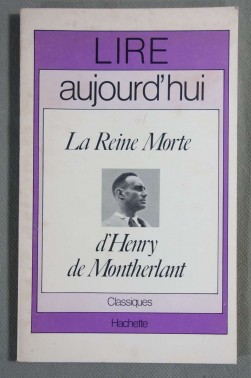 LIRE
aujourd'hui
La Reine Morte
d'Henry
de Montherlant
Classiques
Hachette